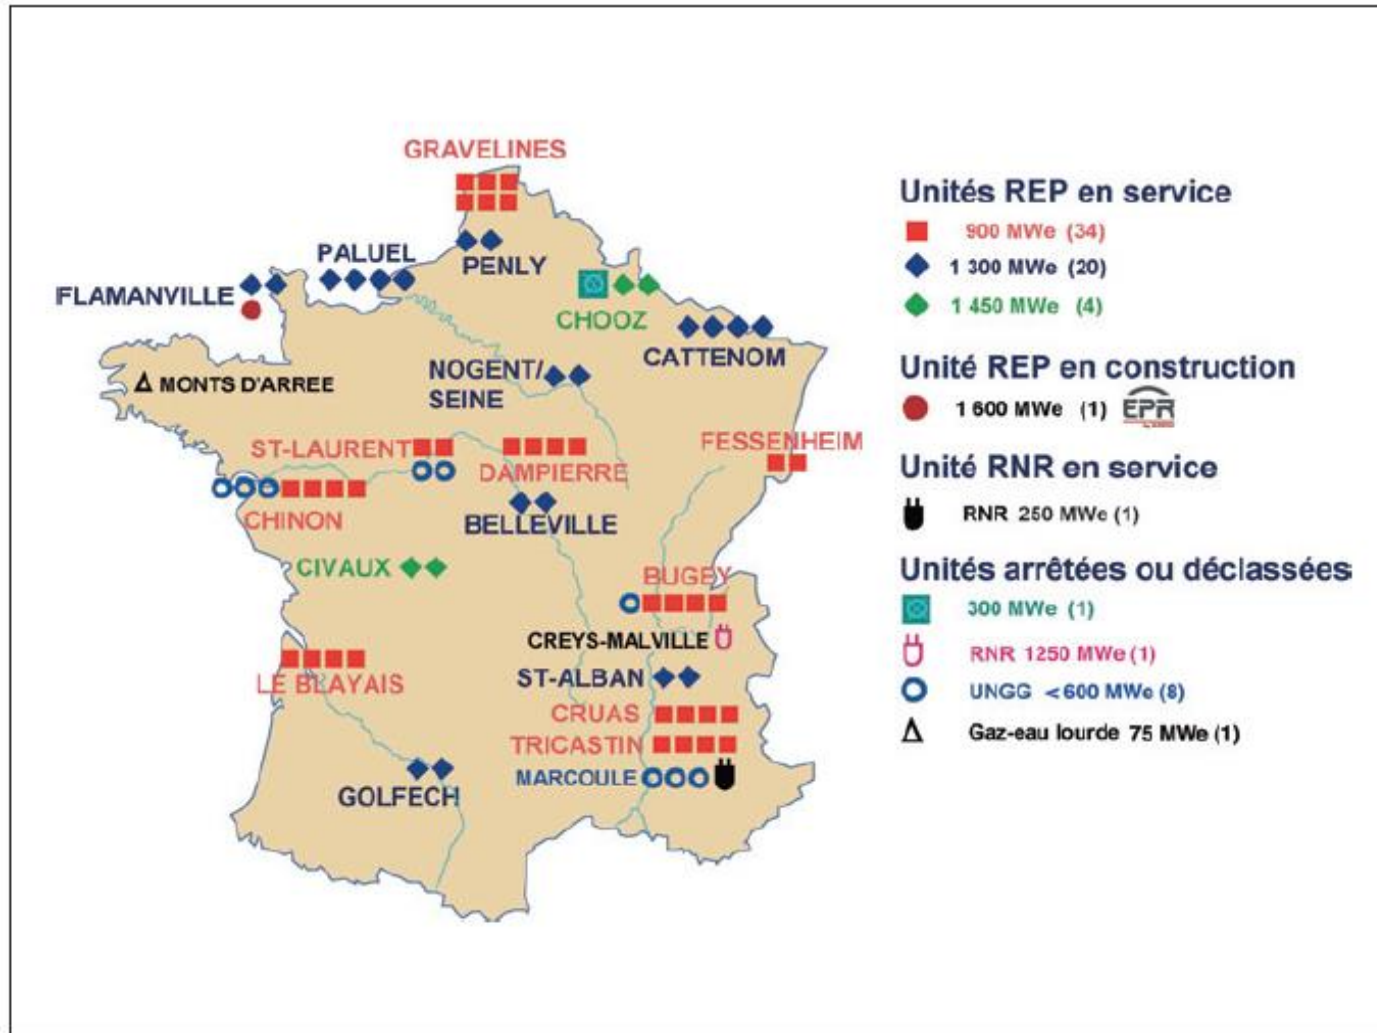 GRAVELINES
PALUEL
PENLY
FLAMANVILLE
CHOOZ
CATTENOM
NOGENT/
SEINE
MONTS D'ARREE
ST-LAURENT
DAMPIERRE
FESSENHEIM
CHINON
BELLEVILLE
CIVAUX
BUGEY
CREYS-MALVILLE
LE BLAYAIS
ST-ALBAN
CRUAS
TRICASTIN
MARCOULE
GOLFECH
Unités REP en service
900 MWe (34)
1 300 MWe (20)
1 450 MWe (4)
Unité REP en construction
1 600 MWe (1) EPR
Unité RNR en service
RNR 250 MWe (1)
Unités arrêtées ou déclassées
300 MWe (1)
RNR 1250 MWe (1)
UNGG <600 MWe (8)
Gaz-eau lourde 75 MWe (1)